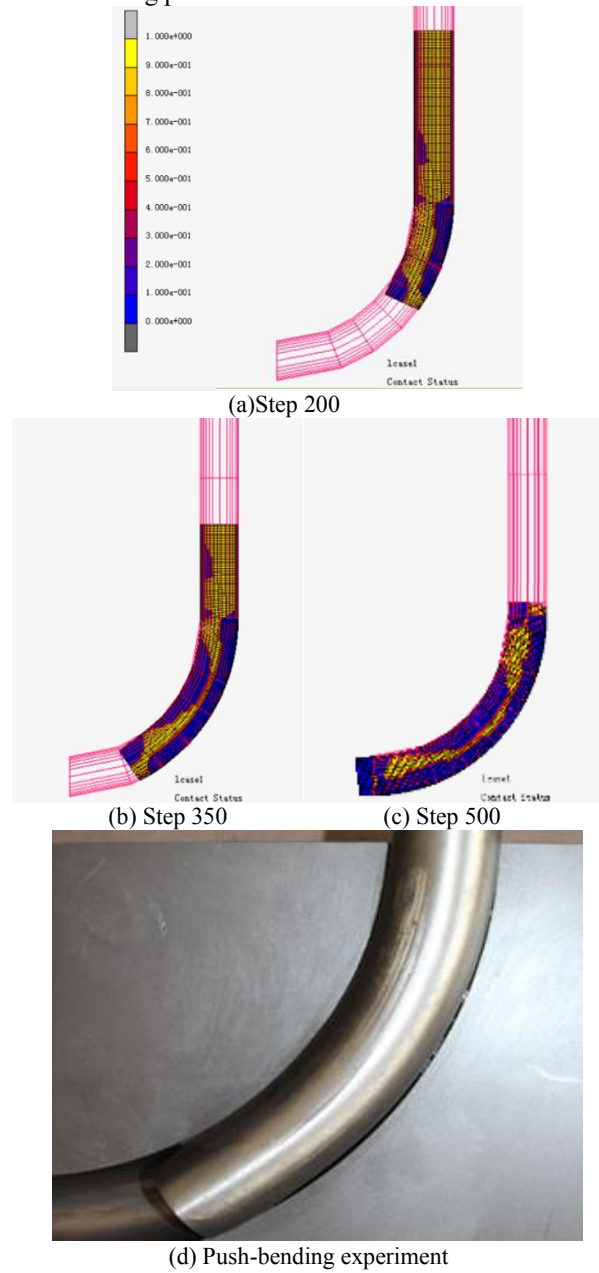 1.000e+000
9.000e-001
8.000e-001
7.000e-001
6.000e-001
5.000e-001
4.000e-001
3.000e-001
2.000e-001
1.000e-001
0.000e+000
lcase1
Contact Status
(a)Step 200
lcase1
Contact Status
lcase1
Contact Status
(b) Step 350
(c) Step 500
(d) Push-bending experiment